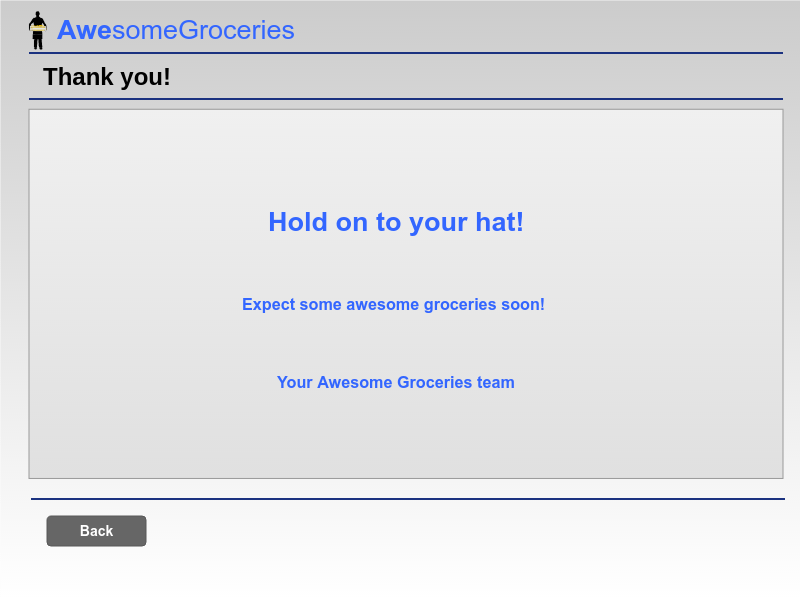 AwesomeGroceries
Thank you!
Hold on to your hat!
Expect some awesome groceries soon!
Your Awesome Groceries team
Back